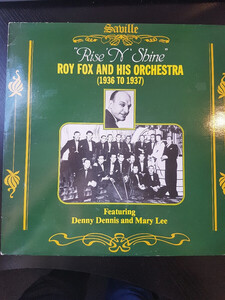 Saville
"Rise 'N' Shine"
ROY FOX AND HIS ORCHESTRA
(1936 TO 1937)
Featuring
Denny Dennis and Mary Lee